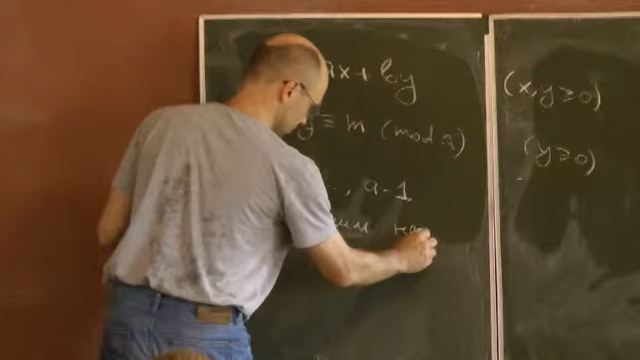 ax + by (x, y ≥ 0)
y ≡ m (mod a) (y ≥ 0)
..., a-1